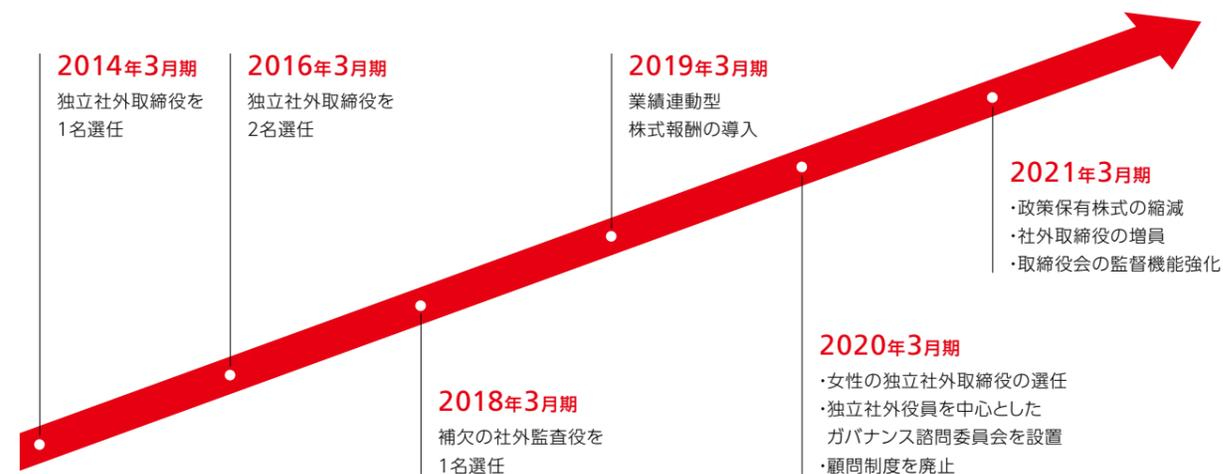 2014年3月期
独立社外取締役を
1名選任
2016年3月期
独立社外取締役を
2名選任
2018年3月期
補欠の社外監査役を
1名選任
2019年3月期
業績連動型
株式報酬の導入
2020年3月期
・女性の独立社外取締役の選任
・独立社外役員を中心とした
ガバナンス諮問委員会を設置
・顧問制度を廃止
2021年3月期
・政策保有株式の縮減
・社外取締役の増員
・取締役会の監督機能強化